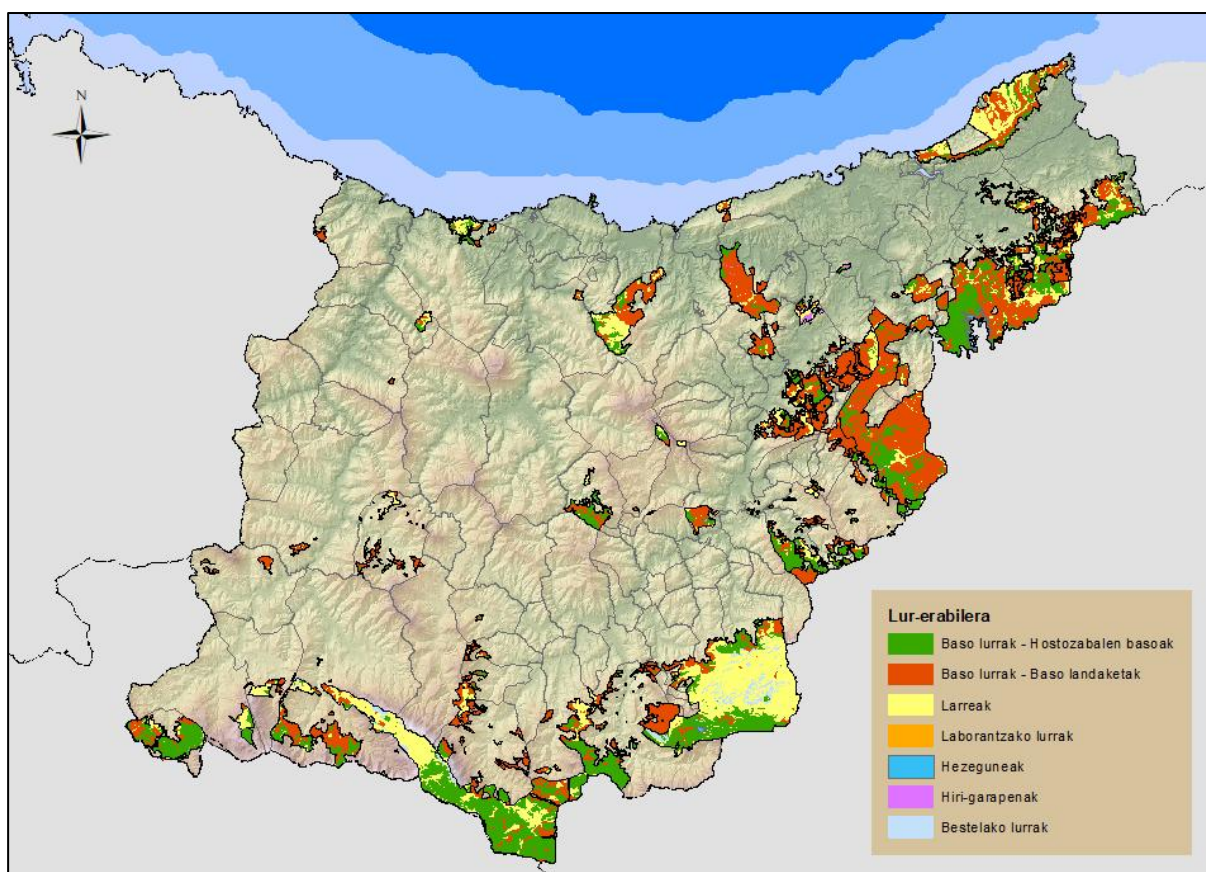 N
Lur-erabilera
Baso lurrak - Hostozabalen basoak
Baso lurrak - Baso landaketak
Larreak
Laborantzako lurrak
Hezeguneak
Hiri-garapenak
Bestelako lurrak